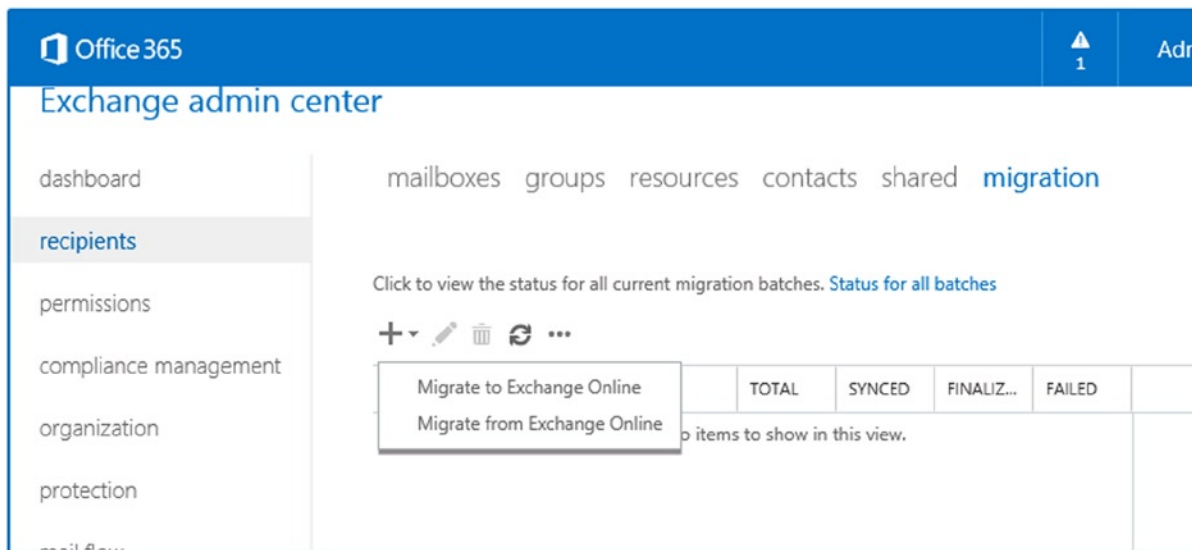 Office 365
1
Exchange admin center
dashboard
recipients
permissions
compliance management
organization
protection
mailboxes groups resources contacts shared migration
Click to view the status for all current migration batches. Status for all batches
Migrate to Exchange Online
Migrate from Exchange Online
TOTAL SYNCED FINALIZ... FAILED
items to show in this view.